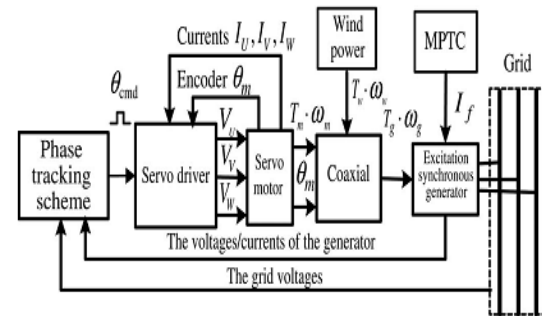 Currents I_U, I_V, I_W
Wind
power
MPTC
Grid
θ_cmd
Encoder θ_m
T_w·ω_w
I_f
V_U
T_m·ω_m
T_g·ω_g
Phase
tracking
scheme
Servo driver
V_V
Servo
motor
θ_m
Coaxial
Excitation
synchronous
generator
V_W
The voltages/currents of the generator
The grid voltages